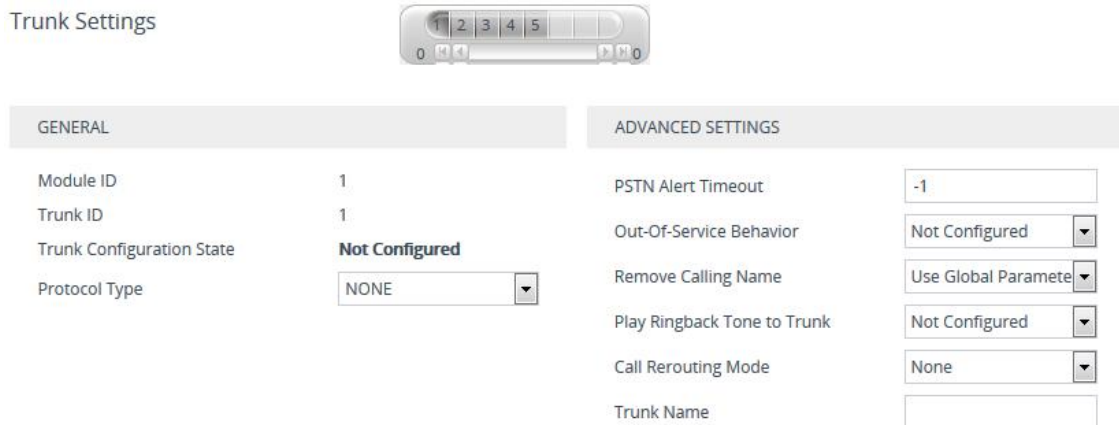 Trunk Settings
1 2 3 4 5
0 0
GENERAL
Module ID 1
Trunk ID 1
Trunk Configuration State Not Configured
Protocol Type NONE
ADVANCED SETTINGS
PSTN Alert Timeout -1
Out-Of-Service Behavior Not Configured
Remove Calling Name Use Global Paramete
Play Ringback Tone to Trunk Not Configured
Call Rerouting Mode None
Trunk Name